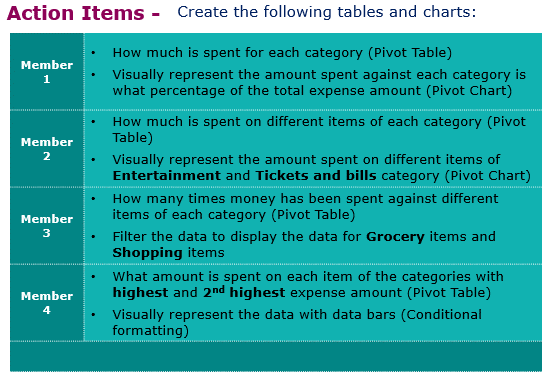 Action Items - Create the following tables and charts:
Member
1
• How much is spent for each category (Pivot Table)
• Visually represent the amount spent against each category is
what percentage of the total expense amount (Pivot Chart)
Member
2
• How much is spent on different items of each category (Pivot
Table)
• Visually represent the amount spent on different items of
Entertainment and Tickets and bills category (Pivot Chart)
Member
3
• How many times money has been spent against different
items of each category (Pivot Table)
• Filter the data to display the data for Grocery items and
Shopping items
Member
4
• What amount is spent on each item of the categories with
highest and 2nd highest expense amount (Pivot Table)
• Visually represent the data with data bars (Conditional
formatting)